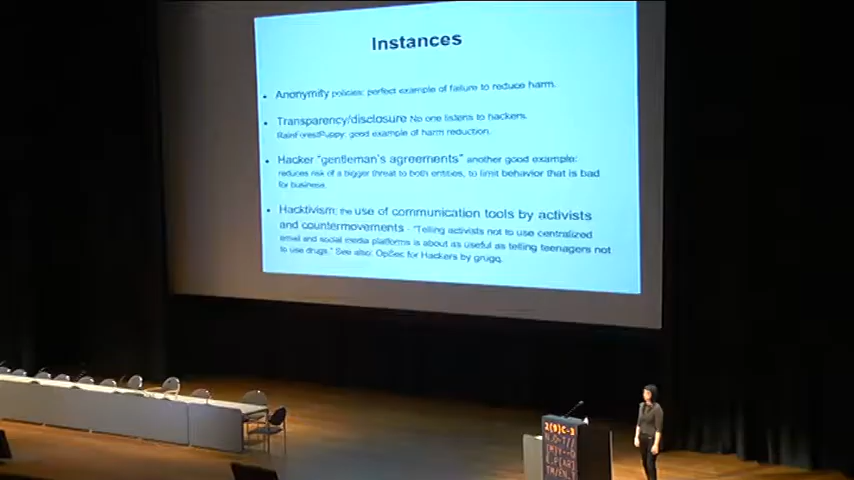 Instances
• Anonymity policies: perfect example of failure to reduce harm.
• Transparency/disclosure No one listens to hackers.
RainForestPuppy: good example of harm reduction.
• Hacker "gentleman's agreements" another good example:
reduces risk of a bigger threat to both entities, to limit behavior that is bad
for business.
• Hacktivism: the use of communication tools by activists
and countermovements - "Telling activists not to use centralized
email and social media platforms is about as useful as telling teenagers not
to use drugs." See also: OpSec for Hackers by grugq.
2(9)C-3